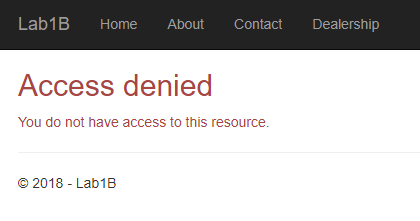 Lab1B Home About Contact Dealership
Access denied
You do not have access to this resource.
© 2018 - Lab1B